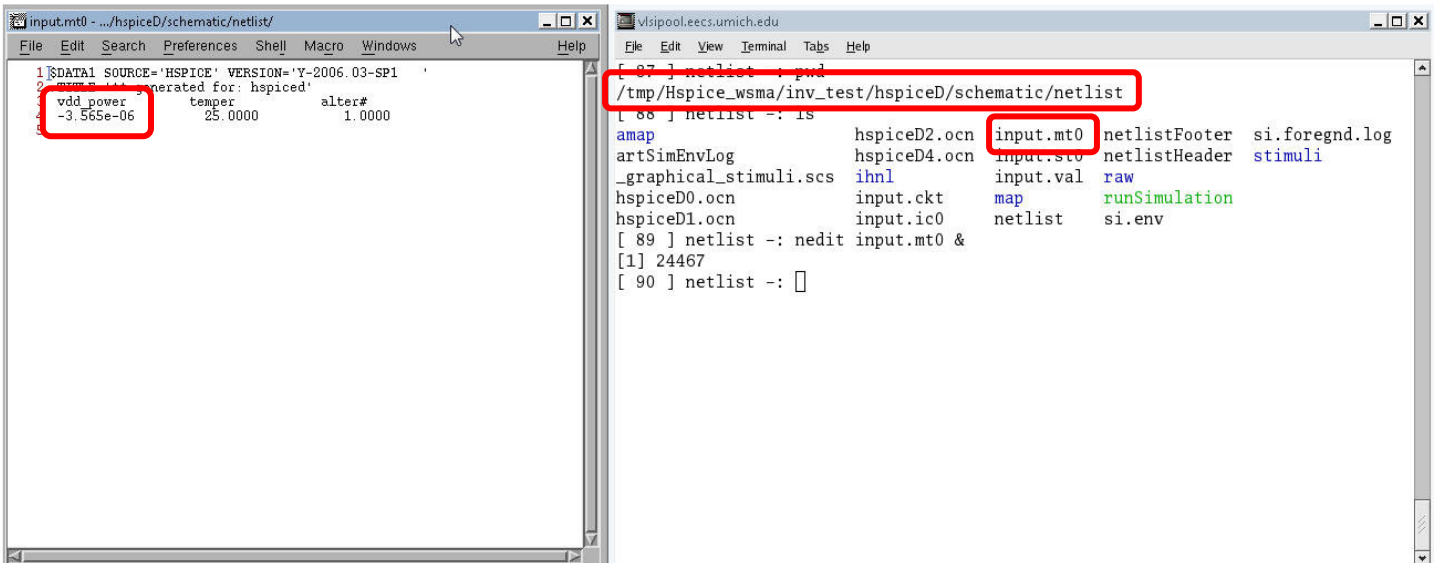 input.mt0 - .../hspiceD/schematic/netlist/
File Edit Search Preferences Shell Macro Windows Help
1 $DATA1 SOURCE='HSPICE' VERSION='Y-2006.03-SP1 '
2 .TITLE '** generated for: hspiced'
3 vdd_power temper alter#
4 -3.565e-06 25.0000 1.0000
5
vlsipool.eecs.umich.edu
File Edit View Terminal Tabs Help
[ 87 ] netlist -: pwd
/tmp/Hspice_wsma/inv_test/hspiceD/schematic/netlist
[ 88 ] netlist -: ls
amap hspiceD2.ocn input.mt0 netlistFooter si.foregnd.log
artSimEnvLog hspiceD4.ocn input.st0 netlistHeader stimuli
_graphical_stimuli.scs ihnl input.val raw
hspiceD0.ocn input.ckt map runSimulation
hspiceD1.ocn input.ic0 netlist si.env
[ 89 ] netlist -: nedit input.mt0 &
[1] 24467
[ 90 ] netlist -: